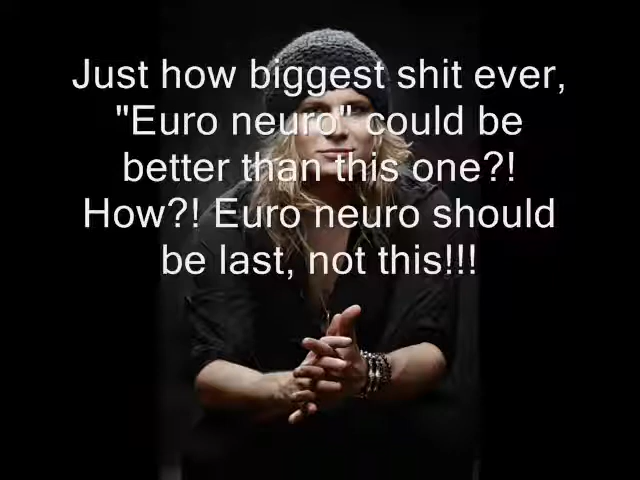 Just how biggest shit ever,
"Euro neuro" could be
better than this one?!
How?! Euro neuro should
be last, not this!!!